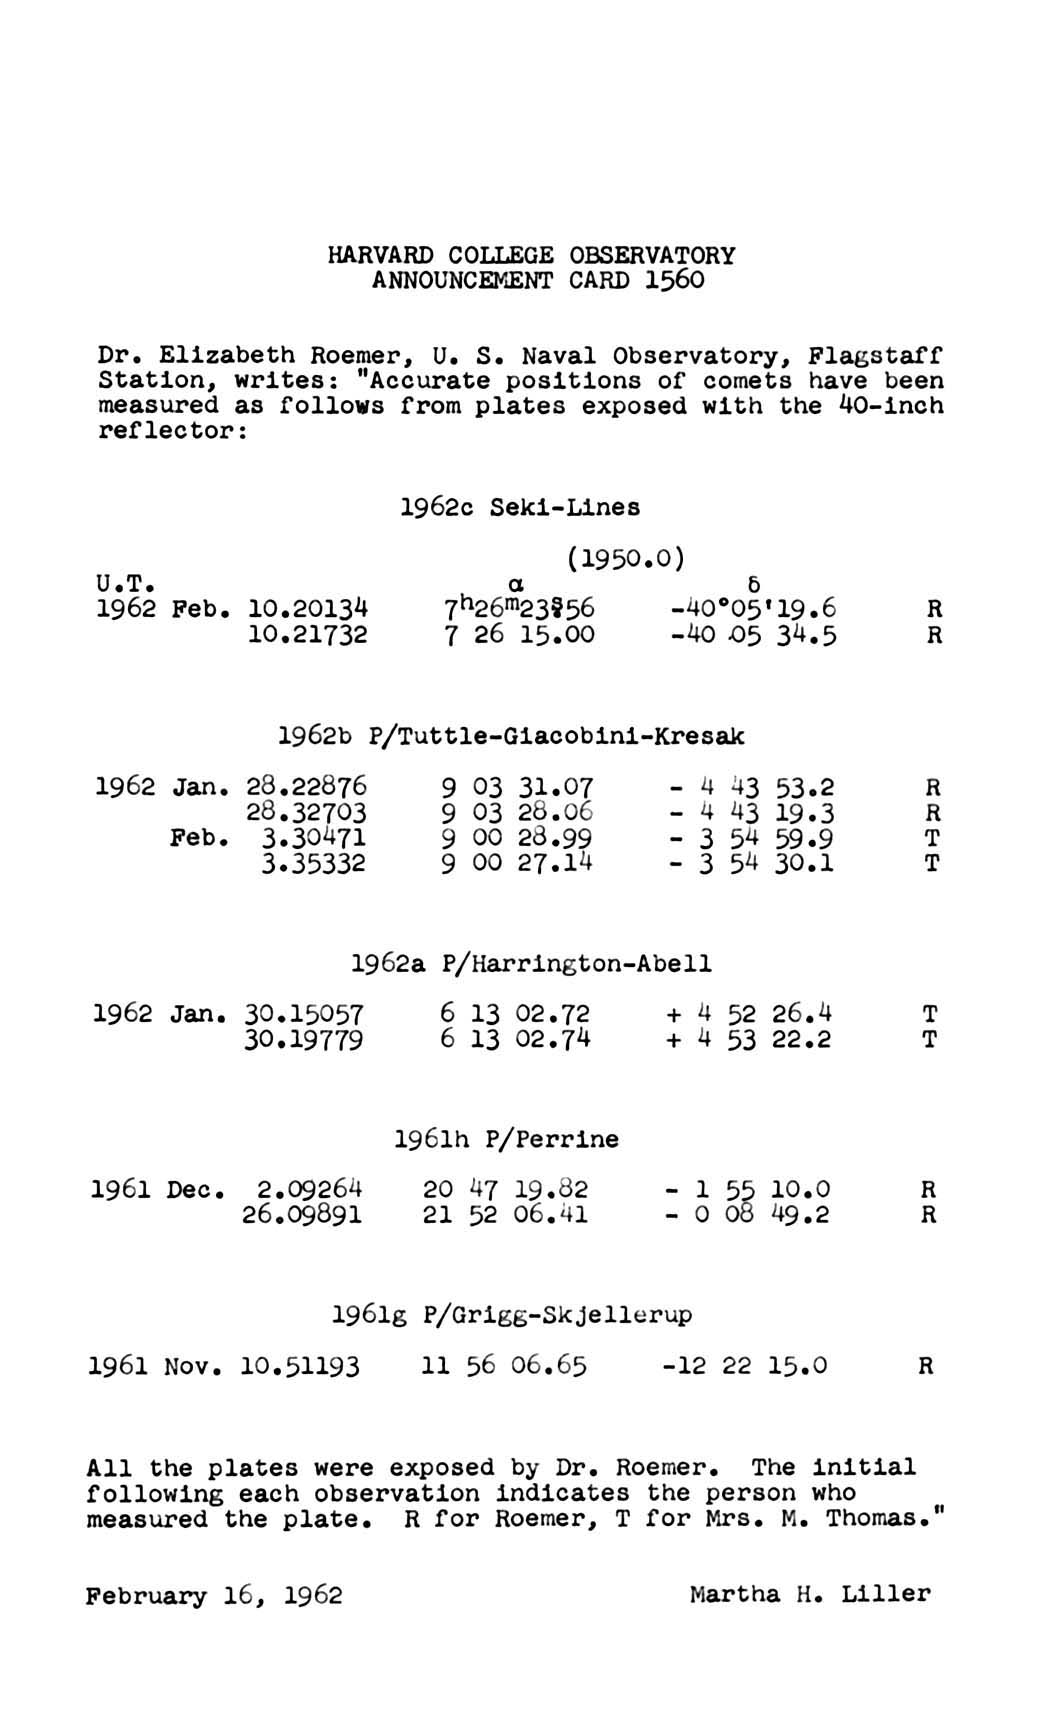 HARVARD COLLEGE OBSERVATORY
ANNOUNCEMENT CARD 1560
Dr. Elizabeth Roemer, U. S. Naval Observatory, Flagstaff
Station, writes: "Accurate positions of comets have been
measured as follows from plates exposed with the 40-inch
reflector:
1962c Seki-Lines
(1950.0)
U.T. α δ
1962 Feb. 10.20134 7ʰ26ᵐ23ˢ.56 -40°05'19.6 R
10.21732 7 26 15.00 -40 05 34.5 R
1962b P/Tuttle-Giacobini-Kresak
1962 Jan. 28.22876 9 03 31.07 - 4 43 53.2 R
28.32703 9 03 28.06 - 4 43 19.3 R
Feb. 3.30471 9 00 28.99 - 3 54 59.9 T
3.35332 9 00 27.14 - 3 54 30.1 T
1962a P/Harrington-Abell
1962 Jan. 30.15057 6 13 02.72 + 4 52 26.4 T
30.19779 6 13 02.74 + 4 53 22.2 T
1961h P/Perrine
1961 Dec. 2.09264 20 47 19.82 - 1 55 10.0 R
26.09891 21 52 06.41 - 0 08 49.2 R
1961g P/Grigg-Skjellerup
1961 Nov. 10.51193 11 56 06.65 -12 22 15.0 R
All the plates were exposed by Dr. Roemer. The initial
following each observation indicates the person who
measured the plate. R for Roemer, T for Mrs. M. Thomas."
February 16, 1962 Martha H. Liller